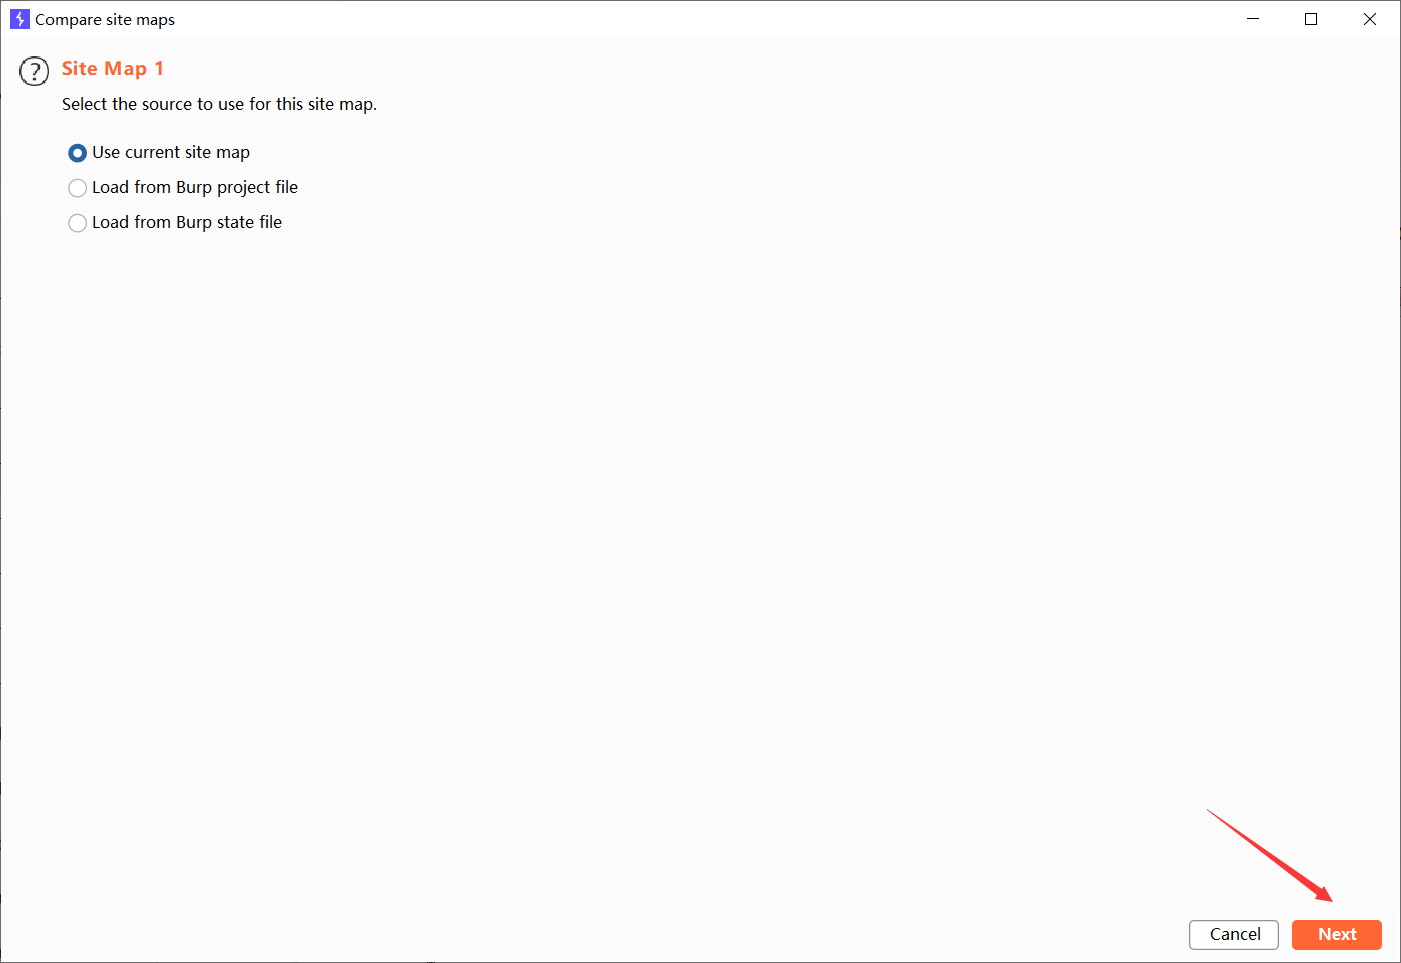 Compare site maps
Site Map 1
Select the source to use for this site map.
Use current site map
Load from Burp project file
Load from Burp state file
Cancel
Next